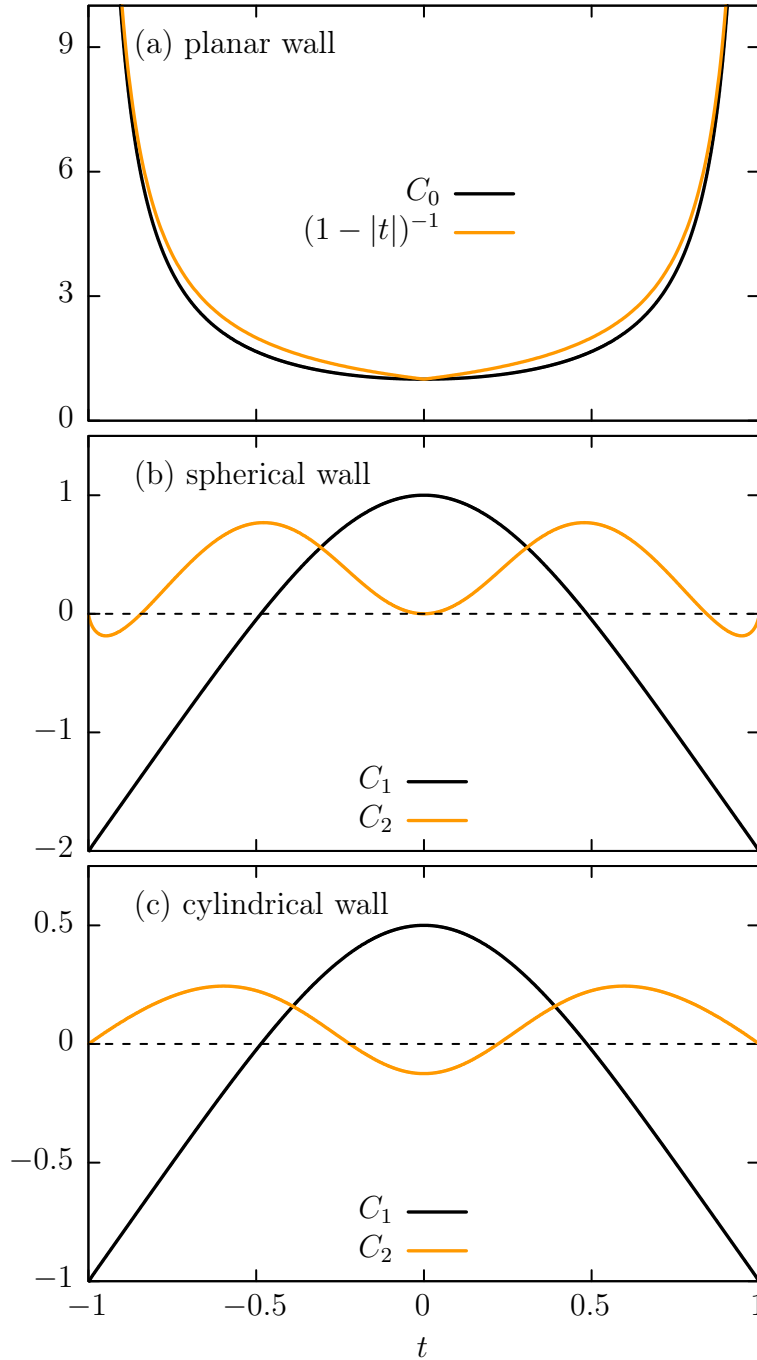 9
(a) planar wall
6
C₀
(1 − |t|)⁻¹
3
0
(b) spherical wall
1
0
−1
C₁
C₂
−2
(c) cylindrical wall
0.5
0
−0.5
C₁
C₂
−1
−1 −0.5 0 0.5 1
t